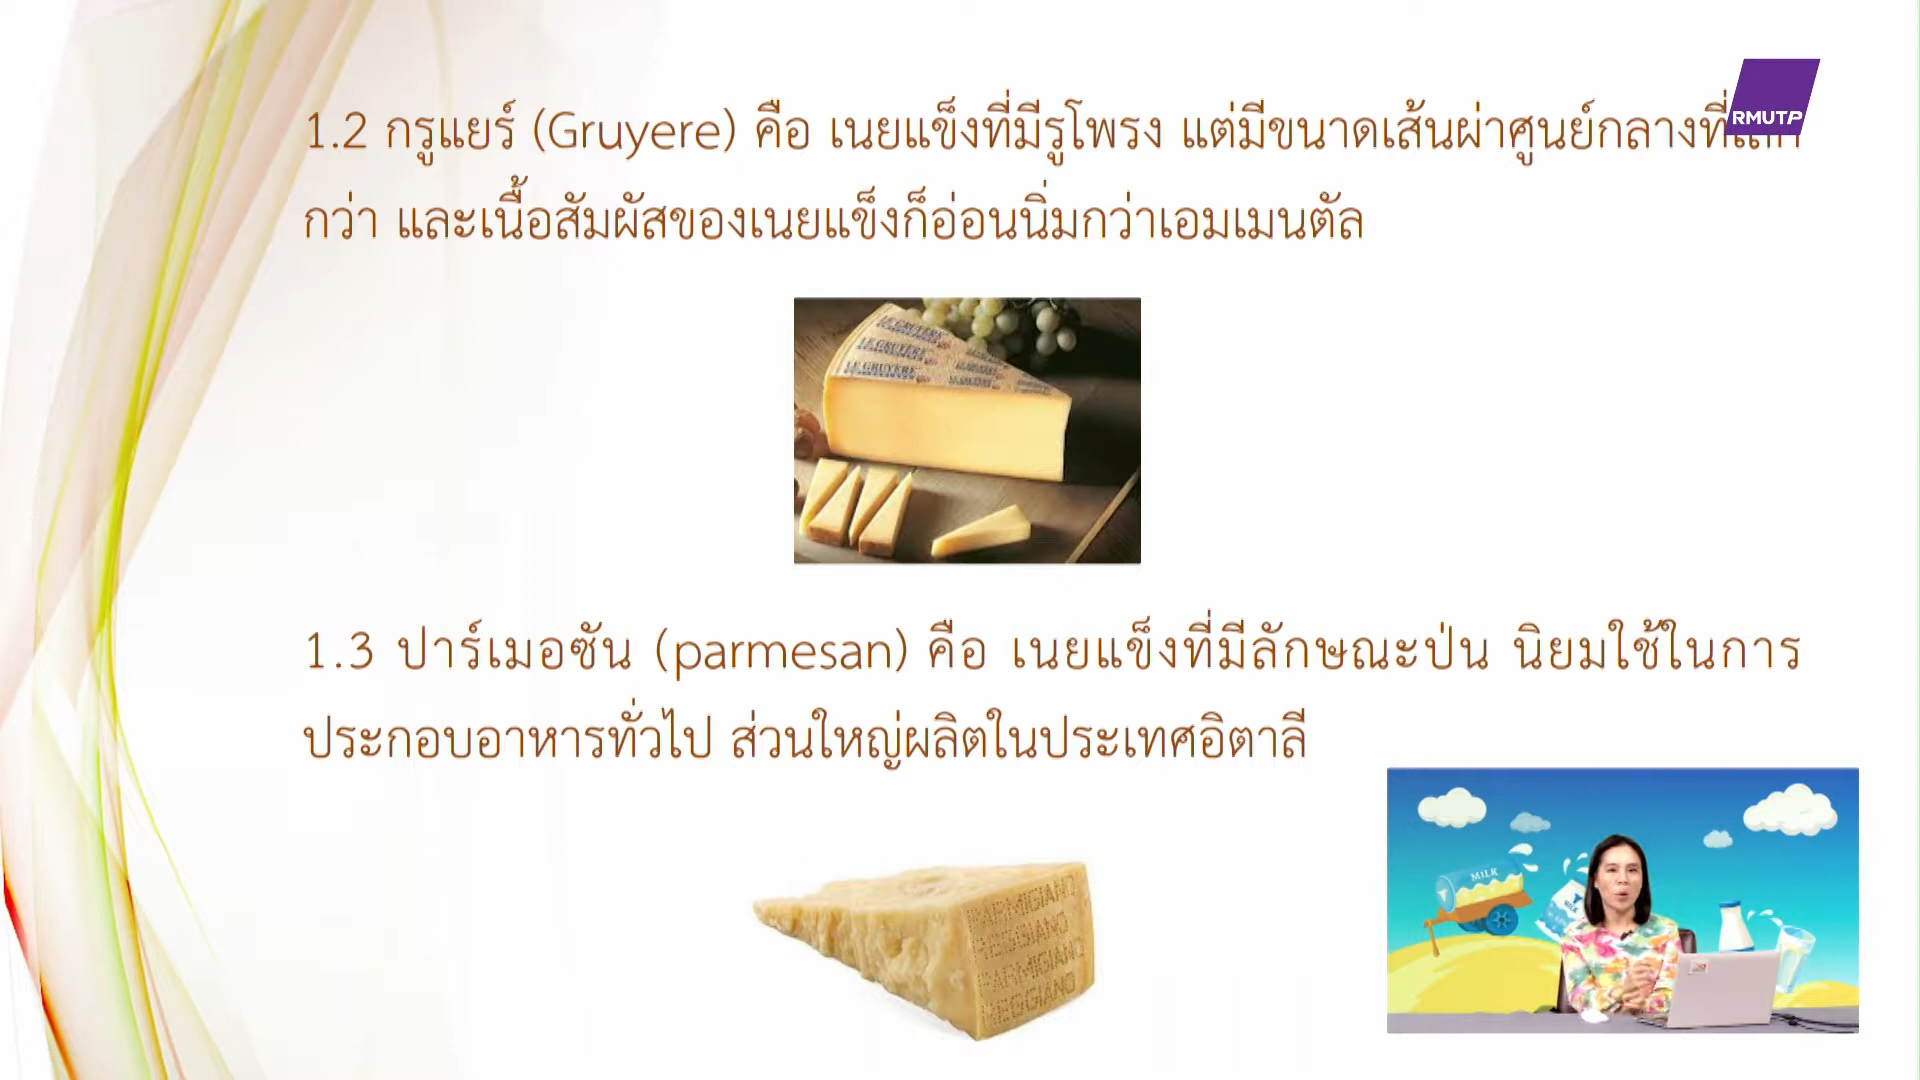 1.2 กรูแยร์ (Gruyere) คือ เนยแข็งที่มีรูโพรง แต่มีขนาดเส้นผ่าศูนย์กลางที่
RMUTP
กว่า และเนื้อสัมผัสของเนยแข็งก็อ่อนนิ่มกว่าเอมเมนตัล
LE GRUYERE
LE GRUYERE
LE GRUYERE
1.3 ปาร์เมอซัน (parmesan) คือ เนยแข็งที่มีลักษณะป่น นิยมใช้ในการ
ประกอบอาหารทั่วไป ส่วนใหญ่ผลิตในประเทศอิตาลี
PARMIGIANO
REGGIANO
PARMIGIANO
REGGIANO
MILK